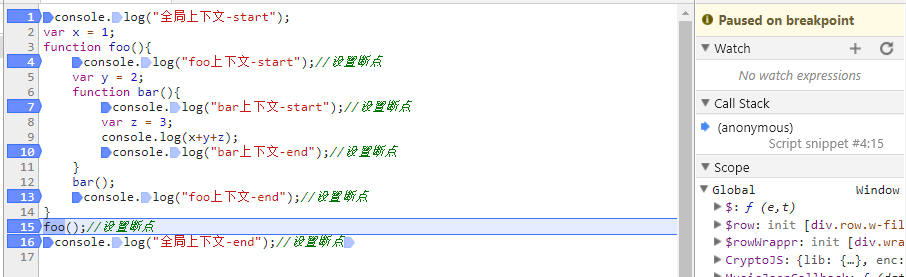 1 console.log("全局上下文-start");
2 var x = 1;
3 function foo(){
4 console.log("foo上下文-start");//设置断点
5 var y = 2;
6 function bar(){
7 console.log("bar上下文-start");//设置断点
8 var z = 3;
9 console.log(x+y+z);
10 console.log("bar上下文-end");//设置断点
11 }
12 bar();
13 console.log("foo上下文-end");//设置断点
14 }
15 foo();//设置断点
16 console.log("全局上下文-end");//设置断点
17
Paused on breakpoint
Watch
No watch expressions
Call Stack
(anonymous)
Script snippet #4:15
Scope
Global Window
$: ƒ (e,t)
$row: init [div.row.w-fil
$rowWrappr: init [div.wra
CryptoJS: {lib: {…}, enc: